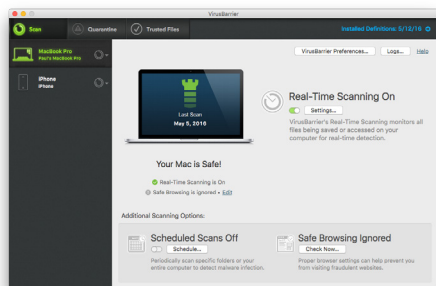 VirusBarrier
Scan
Quarantine
Trusted Files
Installed Definitions: 5/12/16
MacBook Pro
Paul's MacBook Pro
iPhone
iPhone
VirusBarrier Preferences...
Logs...
Help
Last Scan
May 5, 2016
Real-Time Scanning On
Settings...
VirusBarrier's Real-Time Scanning monitors all
files being saved or accessed on your
computer for real-time detection.
Your Mac is Safe!
Real-Time Scanning is On
Safe Browsing is ignored • Edit
Additional Scanning Options:
Scheduled Scans Off
Schedule...
Periodically scan specific folders or your
entire computer to detect malware infection.
Safe Browsing Ignored
Check Now...
Proper browser settings can help prevent you
from visiting fraudulent websites.